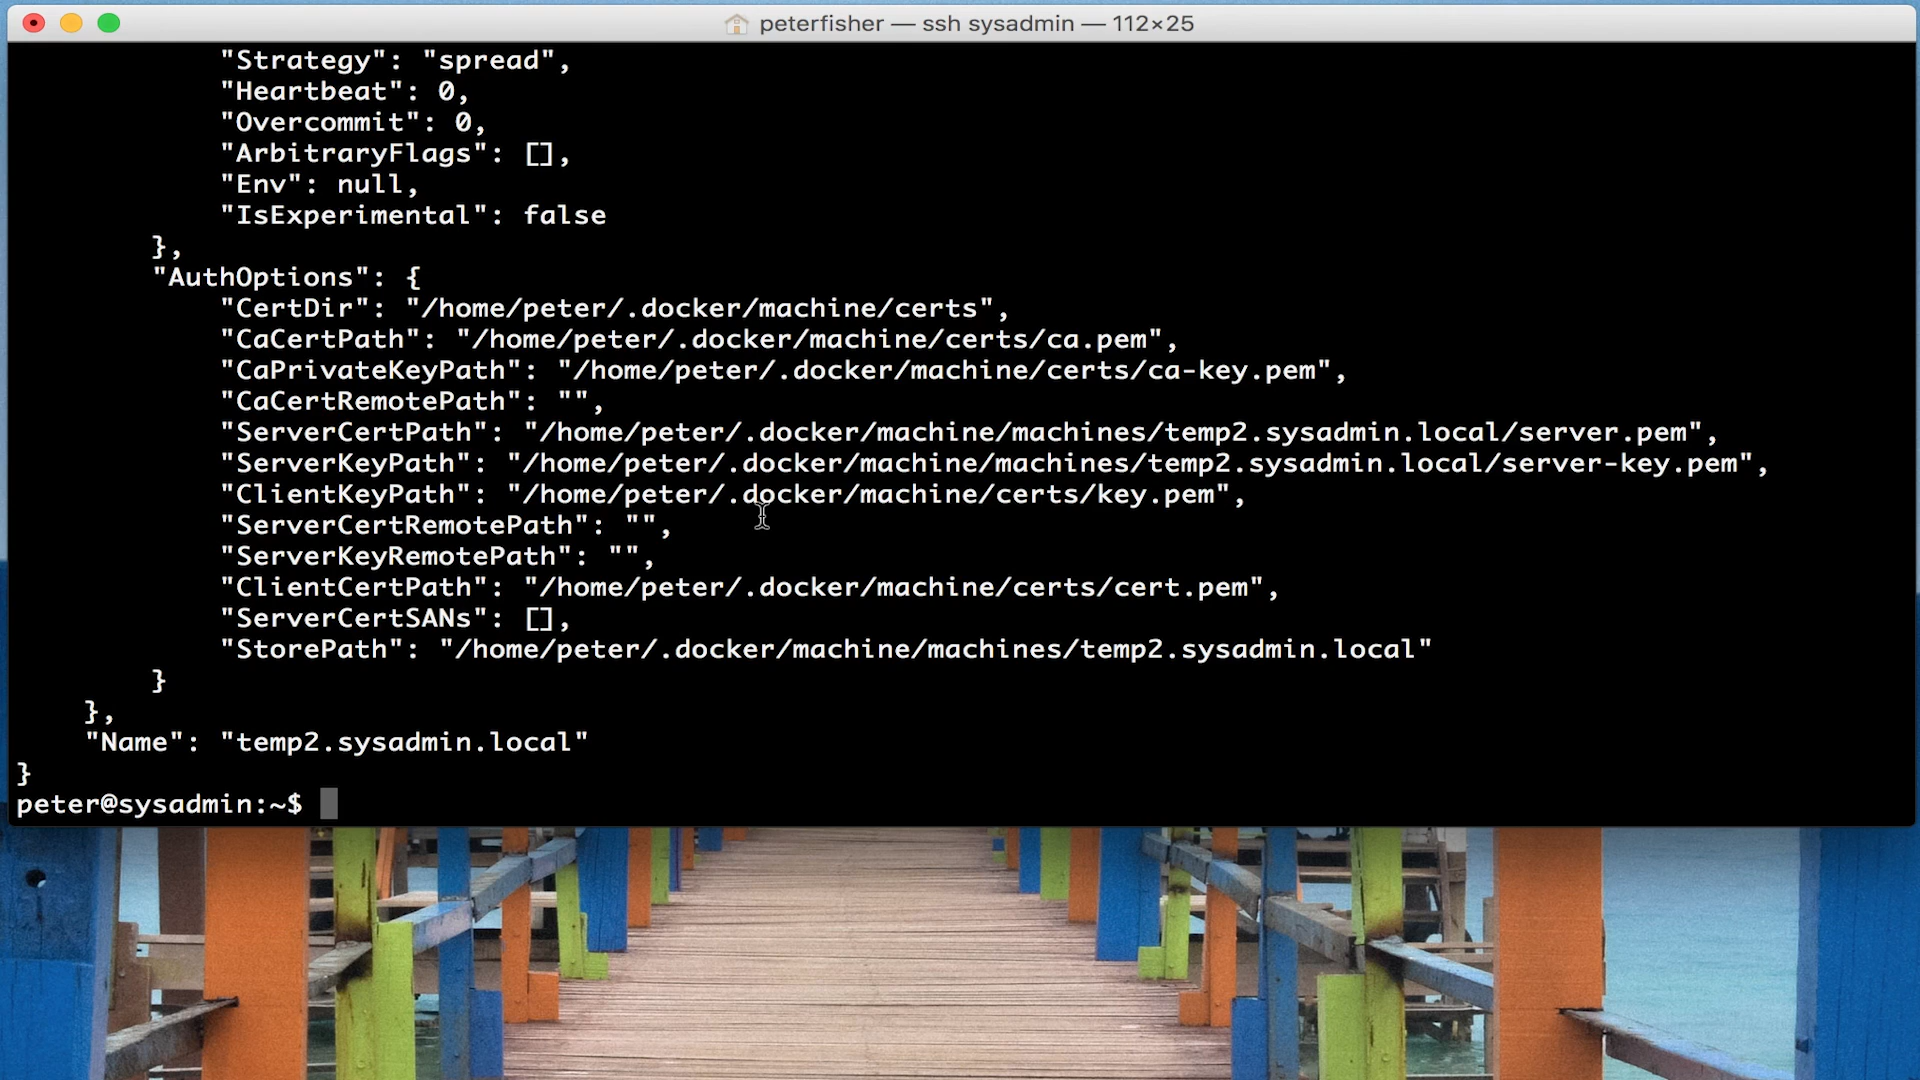 peterfisher — ssh sysadmin — 112×25
"Strategy": "spread",
"Heartbeat": 0,
"Overcommit": 0,
"ArbitraryFlags": [],
"Env": null,
"IsExperimental": false
},
"AuthOptions": {
"CertDir": "/home/peter/.docker/machine/certs",
"CaCertPath": "/home/peter/.docker/machine/certs/ca.pem",
"CaPrivateKeyPath": "/home/peter/.docker/machine/certs/ca-key.pem",
"CaCertRemotePath": "",
"ServerCertPath": "/home/peter/.docker/machine/machines/temp2.sysadmin.local/server.pem",
"ServerKeyPath": "/home/peter/.docker/machine/machines/temp2.sysadmin.local/server-key.pem",
"ClientKeyPath": "/home/peter/.docker/machine/certs/key.pem",
"ServerCertRemotePath": "",
"ServerKeyRemotePath": "",
"ClientCertPath": "/home/peter/.docker/machine/certs/cert.pem",
"ServerCertSANs": [],
"StorePath": "/home/peter/.docker/machine/machines/temp2.sysadmin.local"
}
},
"Name": "temp2.sysadmin.local"
}
peter@sysadmin:~$